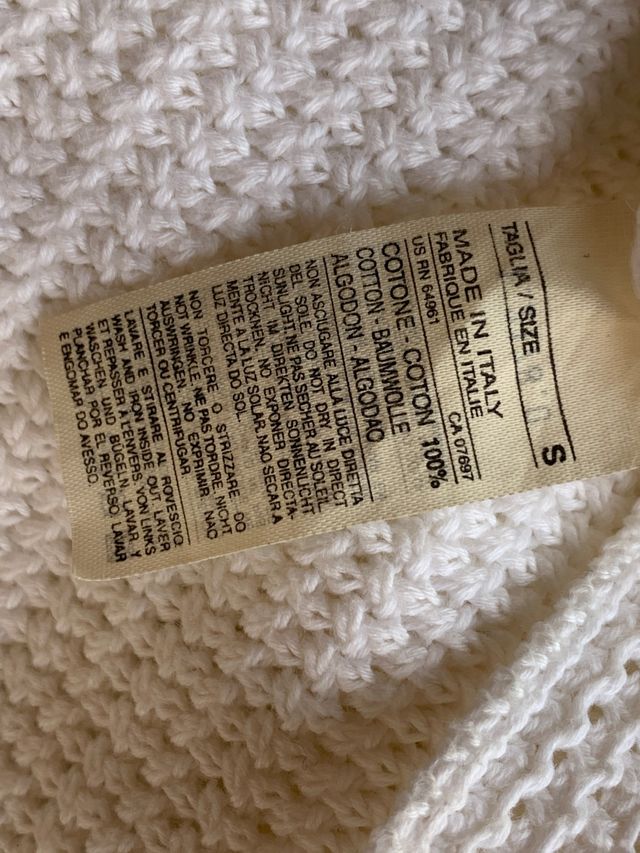 TAGLIA / SIZE S
MADE IN ITALY
FABRIQUE EN ITALIE
US RN 64961 CA 07697
COTONE - COTON 100%
COTTON - BAUMWOLLE
ALGODON - ALGODAO
NON ASCIUGARE ALLA LUCE DIRETTA
DEL SOLE. DO NOT DRY IN DIRECT
SUNLIGHT. NE PAS SECHER AU SOLEIL-
NICHT IM DIREKTEN SONNENLICHT
TROCKNEN. NO EXPONER DIRECTA-
MENTE A LA LUZ SOLAR. NAO SECAR A
LUZ DIRECTA DO SOL.
NON TORCERE O STRIZZARE DO
NOT WRINKLE. NE PAS TORDRE NICHT
AUSWRINGEN. NO EXPRIMIR NAO
TORCER OU CENTRIFUGAR.
LAVARE E STIRARE AL ROVESCIO.
WASH AND IRON INSIDE OUT LAVER
ET REPASSER À L'ENVERS. VON LINKS
WASCHEN UND BÜGELN LAVAR Y
PLANCHAR POR EL REVERSO. LAVAR
E ENGOMAR DO AVESSO.